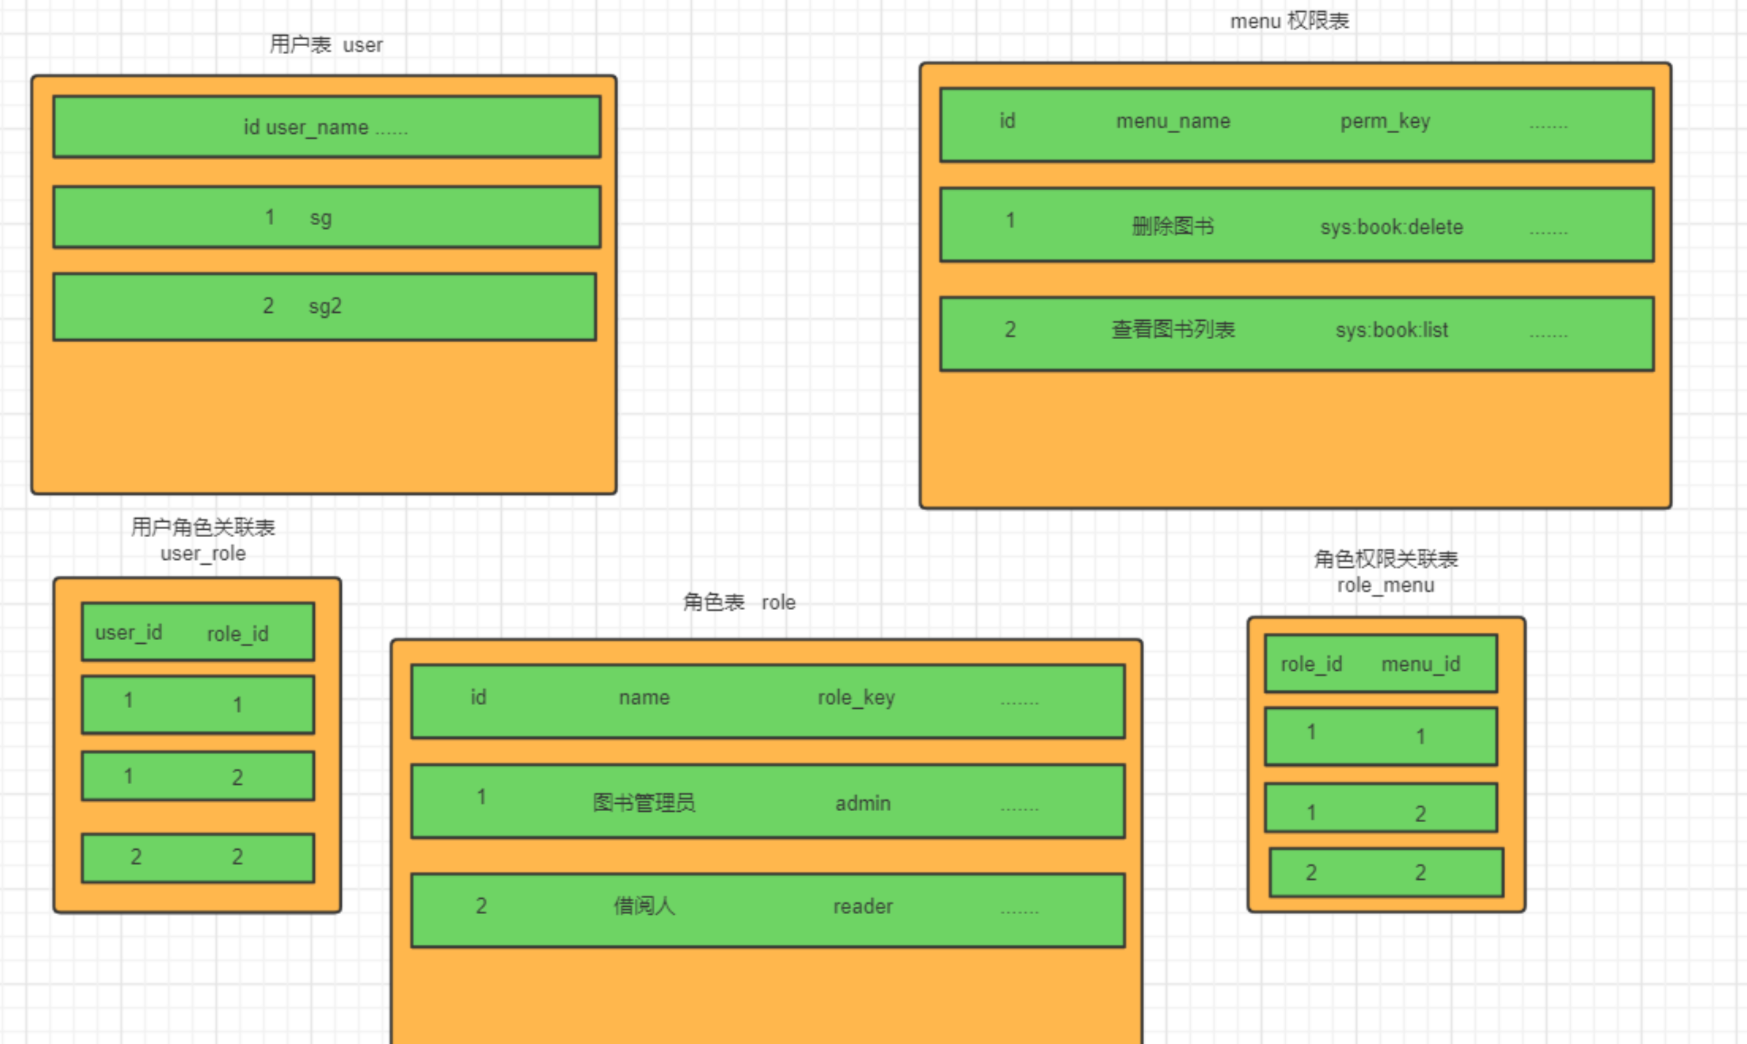 用户表 user
id user_name ......
1 sg
2 sg2
menu 权限表
id menu_name perm_key .......
1 删除图书 sys:book:delete .......
2 查看图书列表 sys:book:list .......
用户角色关联表
user_role
user_id role_id
1 1
1 2
2 2
角色表 role
id name role_key .......
1 图书管理员 admin .......
2 借阅人 reader .......
角色权限关联表
role_menu
role_id menu_id
1 1
1 2
2 2